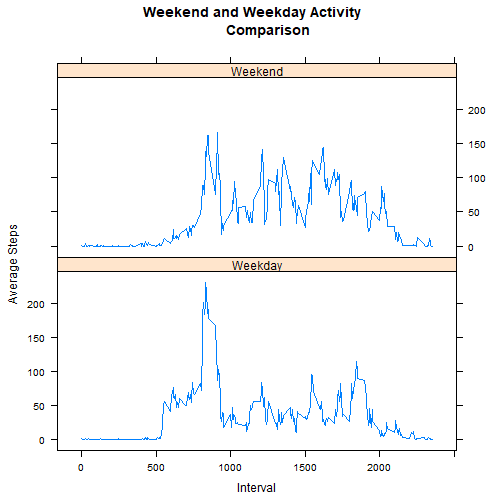 Weekend and Weekday Activity
Comparison
Weekend
200
150
100
50
0
Weekday
200
150
100
50
0
Average Steps
0 500 1000 1500 2000
Interval